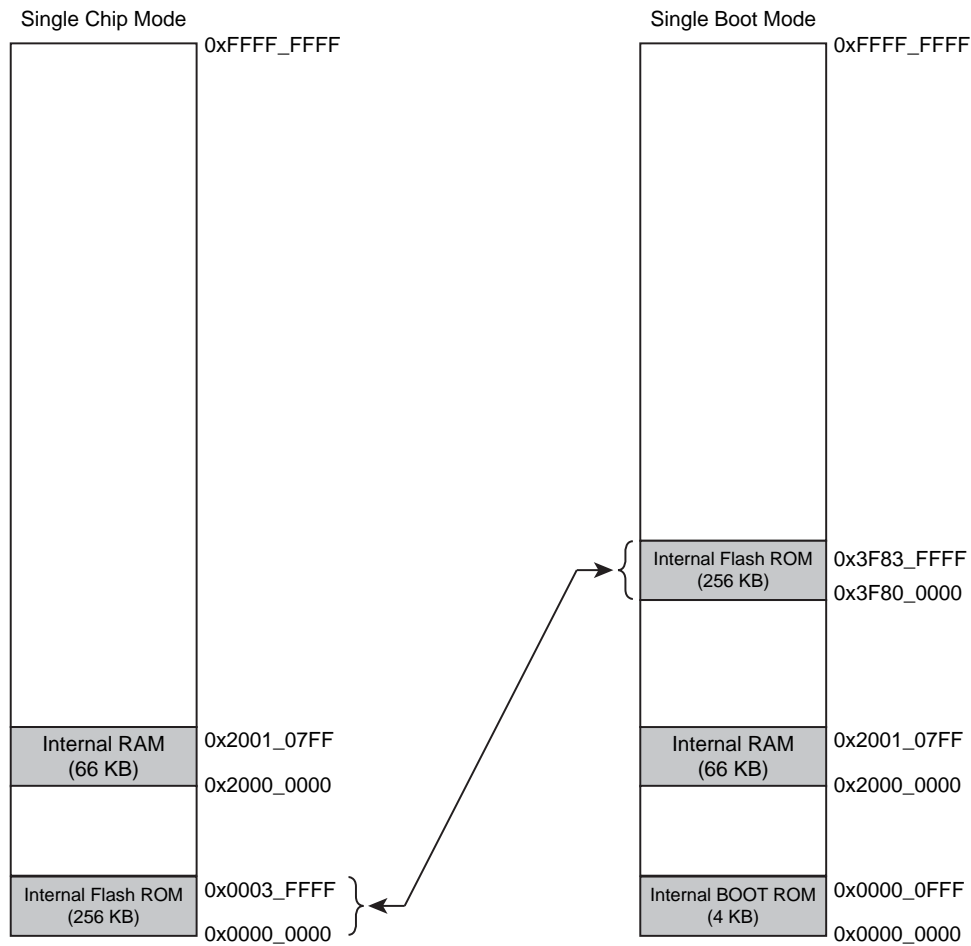 Single Chip Mode
0xFFFF_FFFF
Internal RAM
(66 KB)
0x2001_07FF
0x2000_0000
Internal Flash ROM
(256 KB)
0x0003_FFFF
0x0000_0000
Single Boot Mode
0xFFFF_FFFF
Internal Flash ROM
(256 KB)
0x3F83_FFFF
0x3F80_0000
Internal RAM
(66 KB)
0x2001_07FF
0x2000_0000
Internal BOOT ROM
(4 KB)
0x0000_0FFF
0x0000_0000